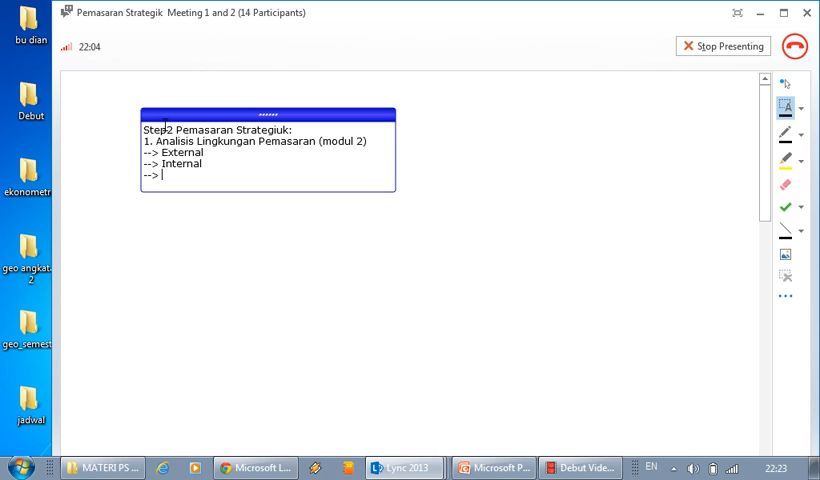 Pemasaran Strategik Meeting 1 and 2 (14 Participants)
22:04
Stop Presenting
bu dian
Debut
ekonometr
geo angkata
2
geo_semest
jadwal
Step2 Pemasaran Strategiuk:
1. Analisis Lingkungan Pemasaran (modul 2)
--> External
--> Internal
-->
A
MATERI PS ...
Microsoft L...
Lync 2013
Microsoft P...
Debut Vide...
EN
22:23